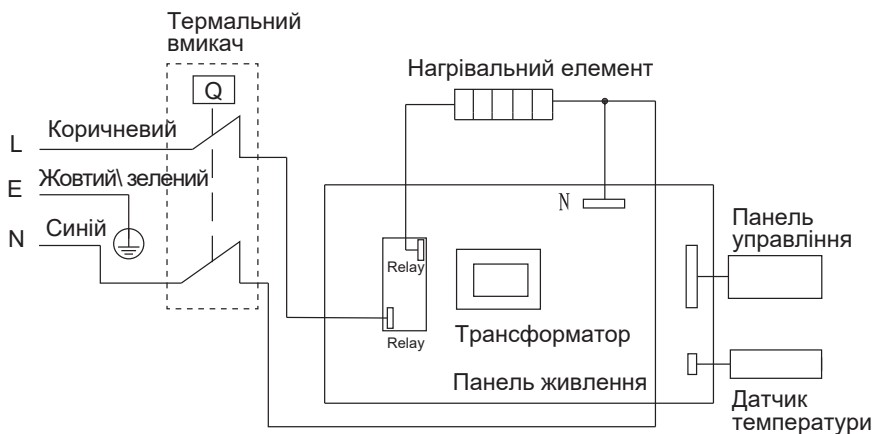 Термальний
вмикач
Q
Нагрівальний елемент
L
Коричневий
E
Жовтий\ зелений
N
Синій
N
Панель
управління
Relay
Трансформатор
Relay
Панель живлення
Датчик
температури